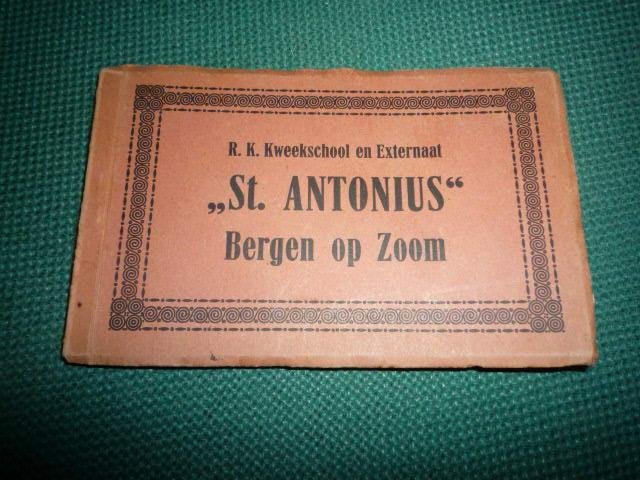 R. K. Kweekschool en Externaat
„St. ANTONIUS“
Bergen op Zoom